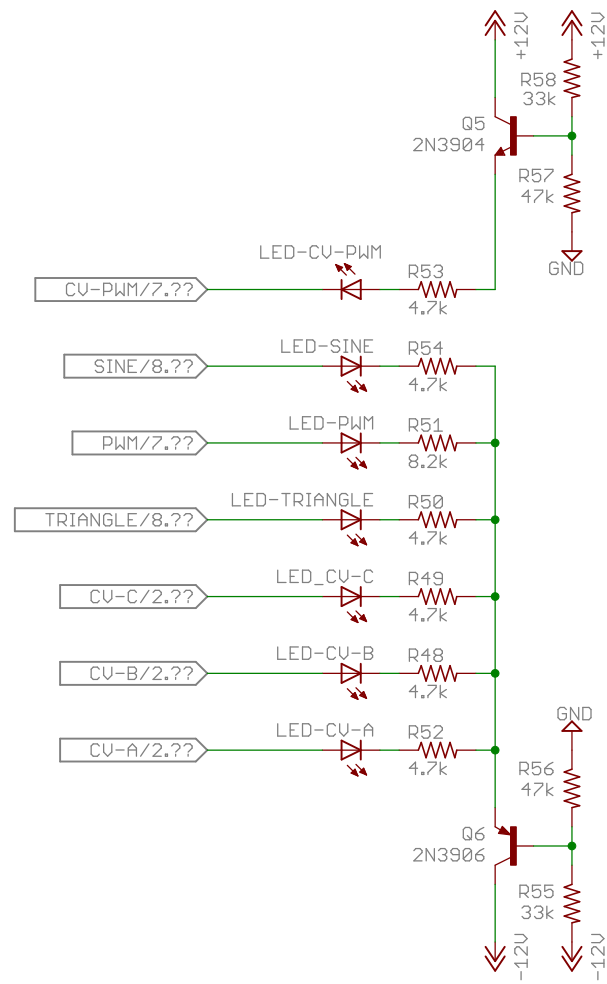 +12V
+12V
R58
33k
Q5
2N3904
R57
47k
GND
LED-CV-PWM
R53
CV-PWM/7.??
4.7k
LED-SINE
R54
SINE/8.??
4.7k
LED-PWM
R51
PWM/7.??
8.2k
LED-TRIANGLE
R50
TRIANGLE/8.??
4.7k
LED_CV-C
R49
CV-C/2.??
4.7k
LED-CV-B
R48
CV-B/2.??
4.7k
GND
LED-CV-A
R52
CV-A/2.??
4.7k
R56
47k
Q6
2N3906
R55
33k
-12V
-12V